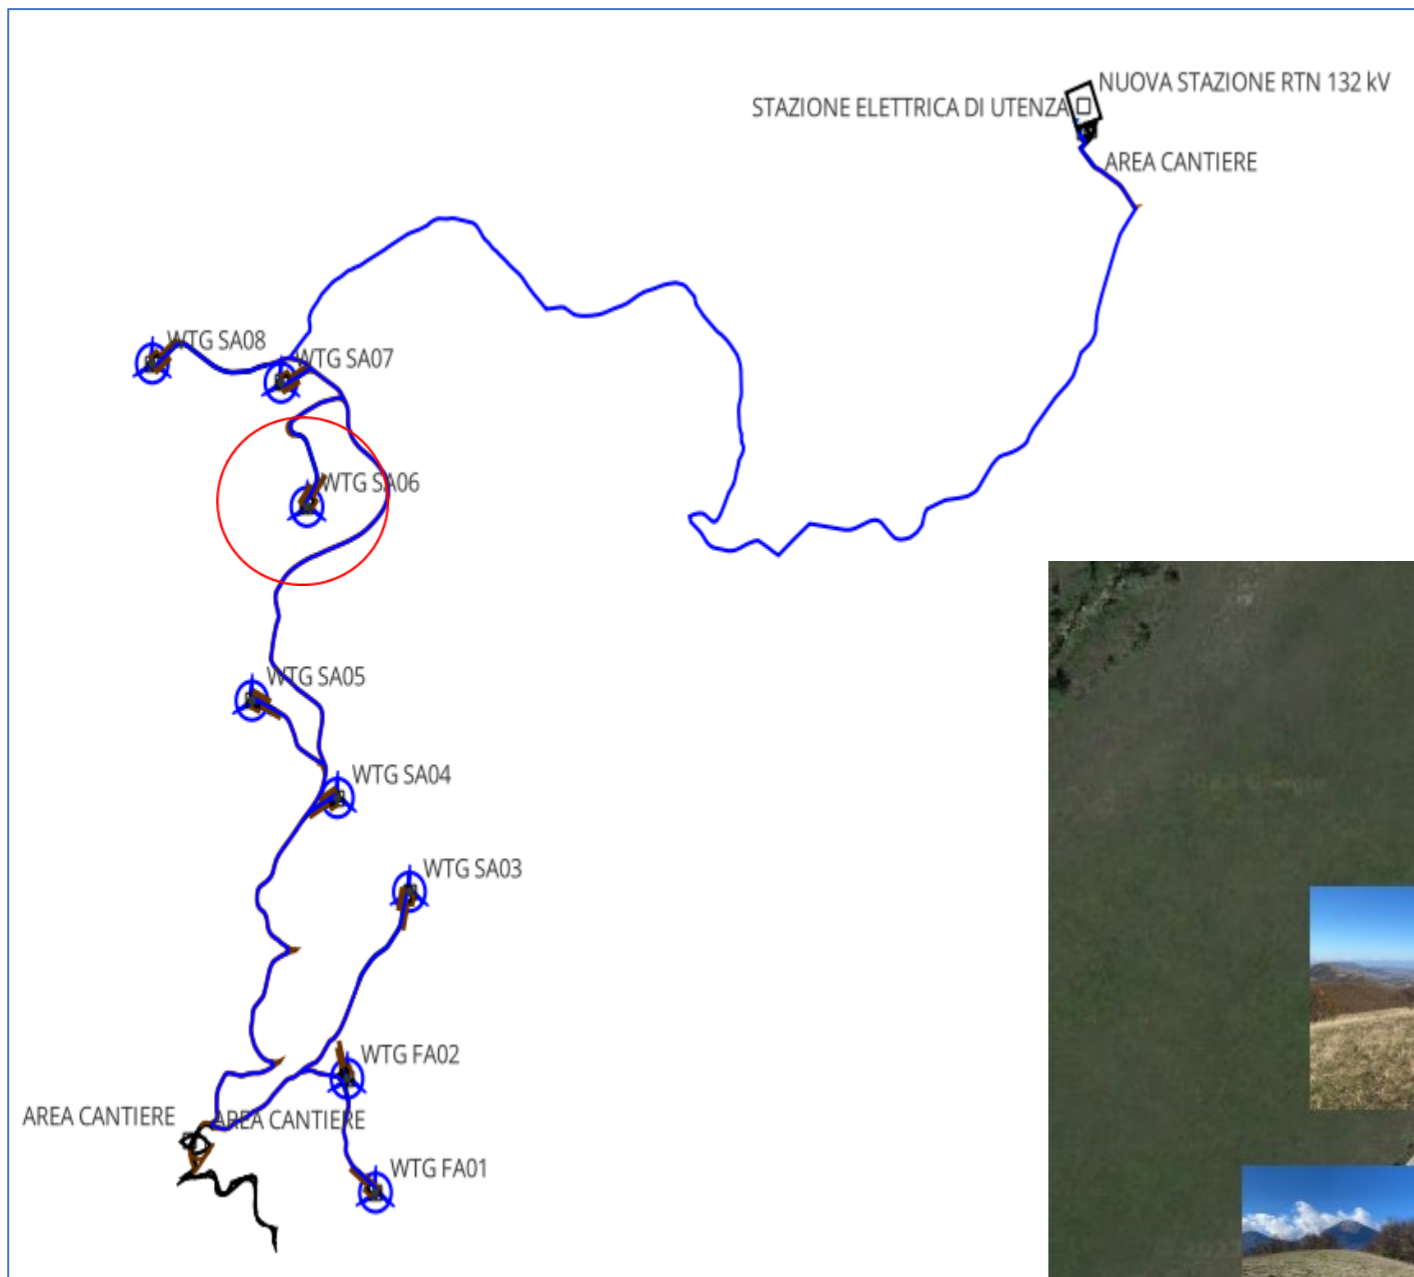 NUOVA STAZIONE RTN 132 kV
STAZIONE ELETTRICA DI UTENZA
AREA CANTIERE
WTG SA08
WTG SA07
WTG SA06
WTG SA05
WTG SA04
WTG SA03
WTG FA02
AREA CANTIERE
AREA CANTIERE
WTG FA01